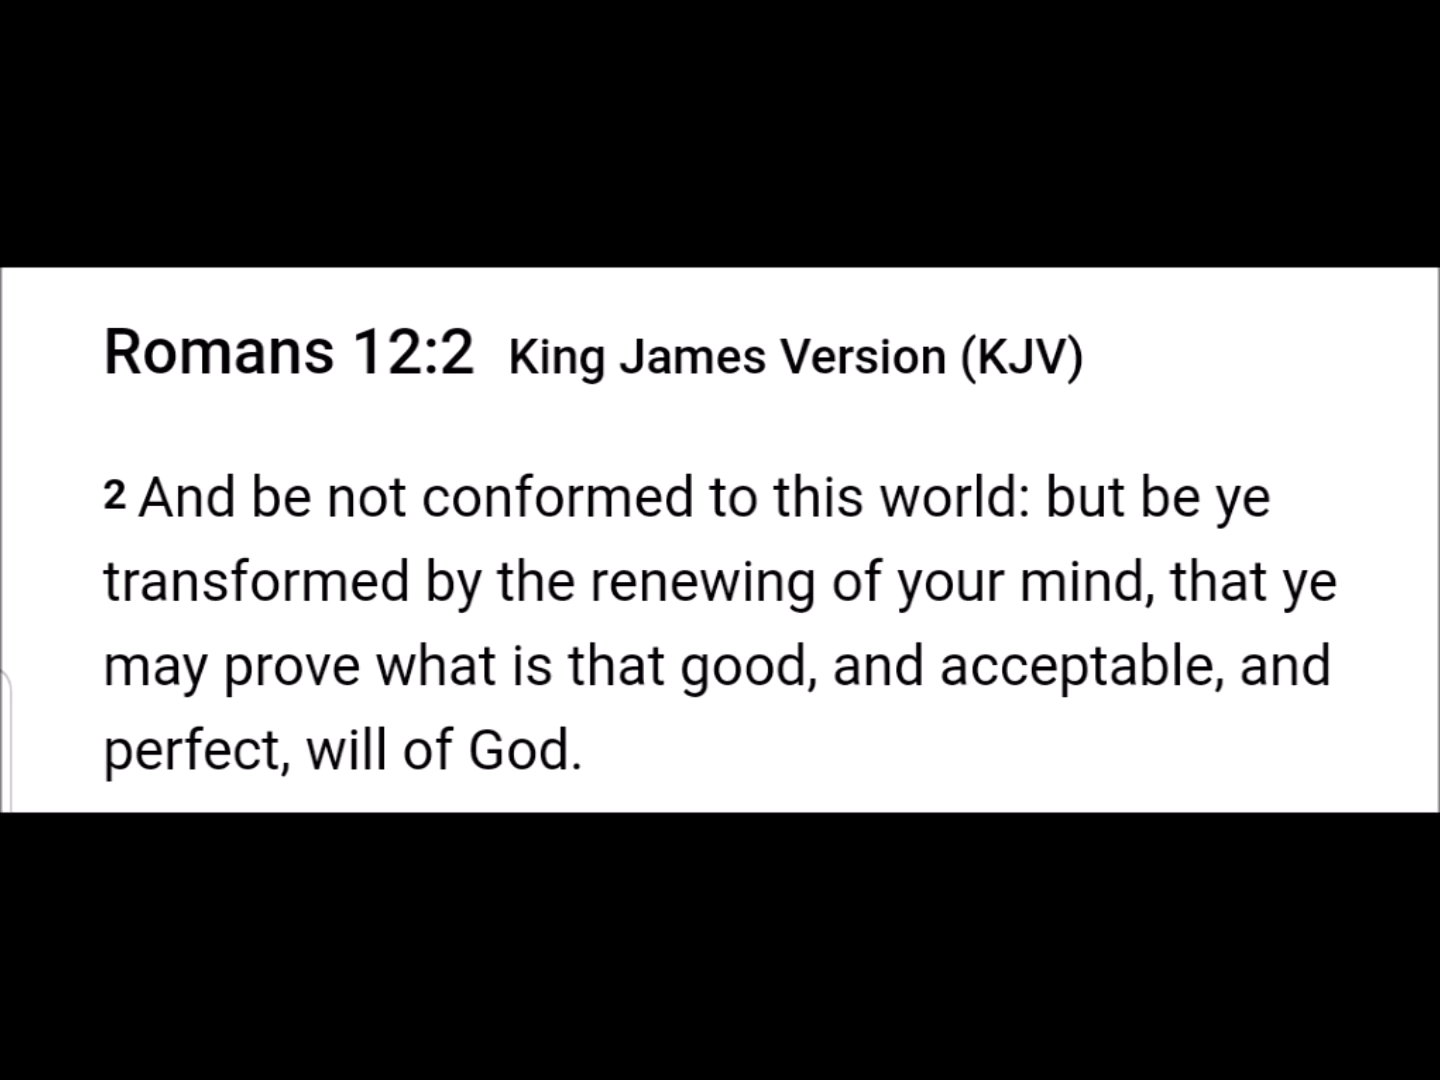 Romans 12:2 King James Version (KJV)
2 And be not conformed to this world: but be ye
transformed by the renewing of your mind, that ye
may prove what is that good, and acceptable, and
perfect, will of God.